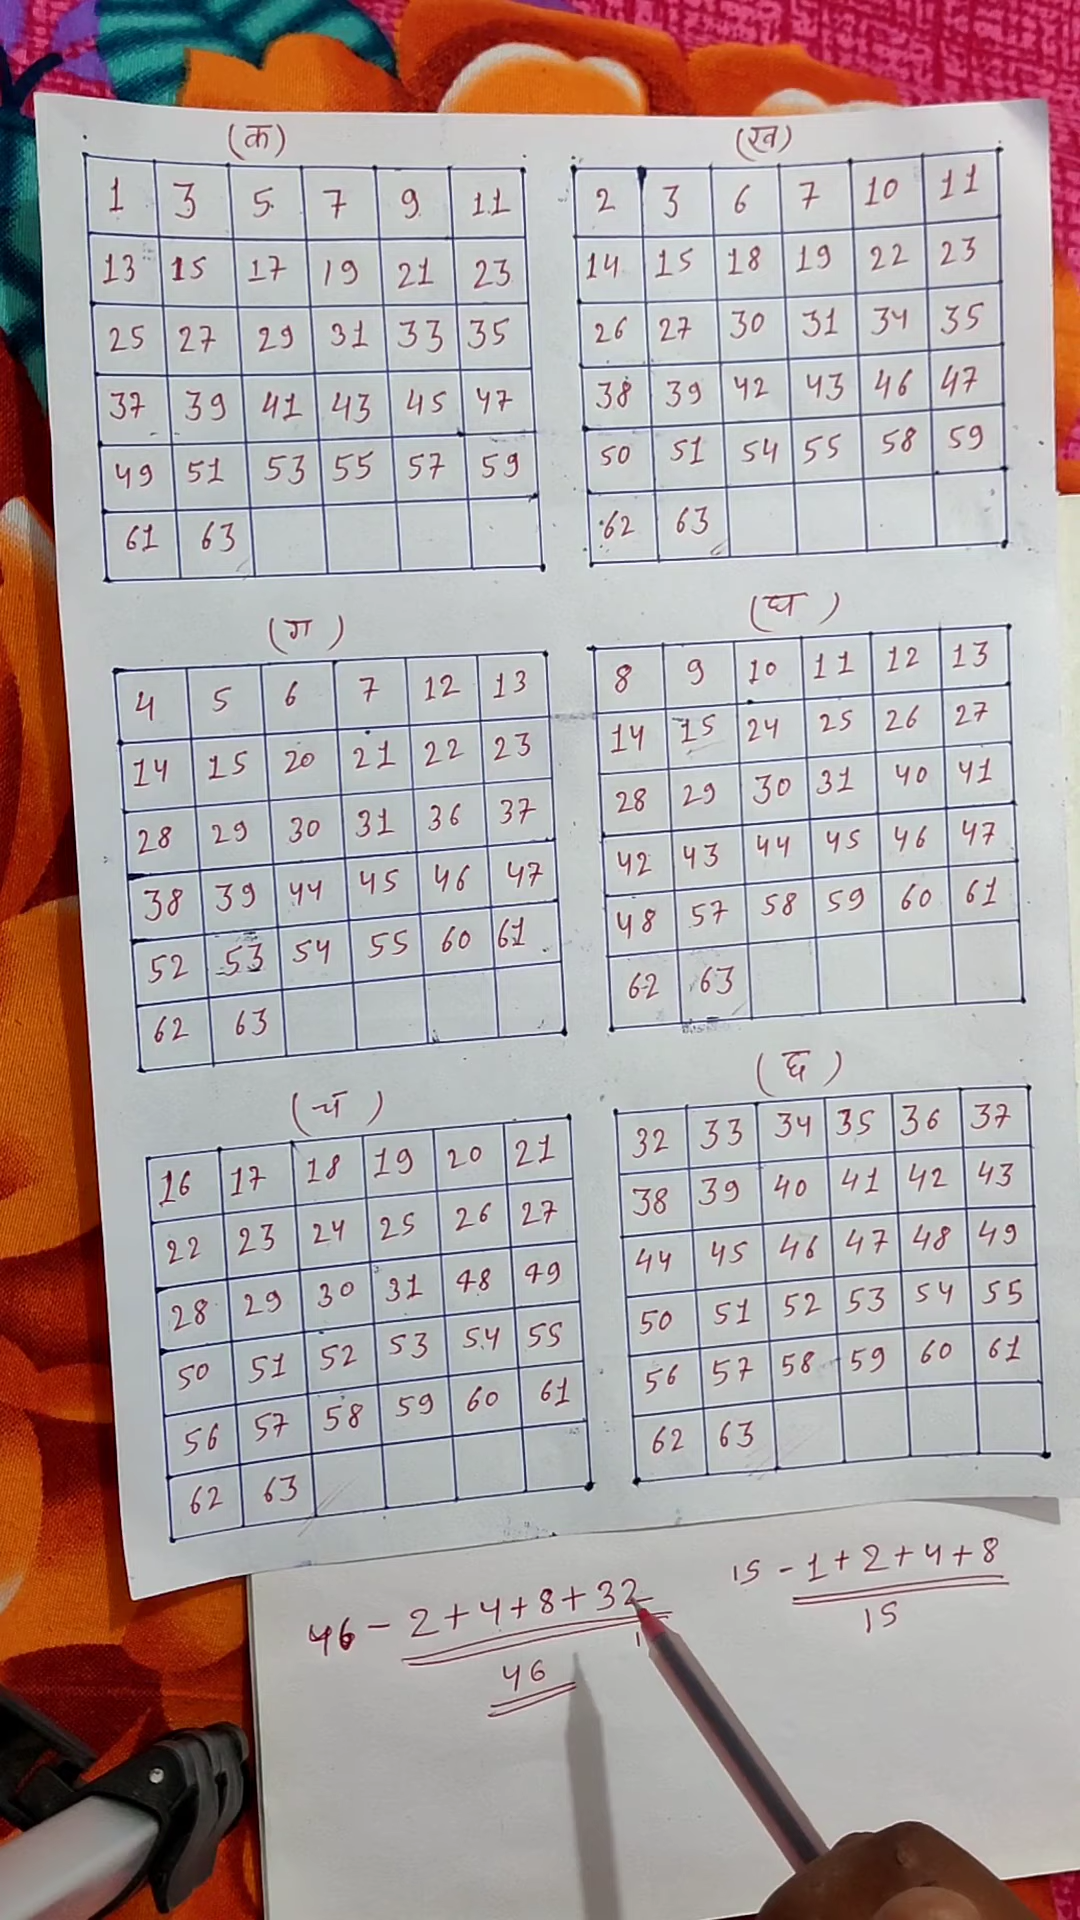 (क)
1 3 5 7 9 11
13 15 17 19 21 23
25 27 29 31 33 35
37 39 41 43 45 47
49 51 53 55 57 59
61 63
(ख)
2 3 6 7 10 11
14 15 18 19 22 23
26 27 30 31 34 35
38 39 42 43 46 47
50 51 54 55 58 59
62 63
(ग)
4 5 6 7 12 13
14 15 20 21 22 23
28 29 30 31 36 37
38 39 44 45 46 47
52 53 54 55 60 61
62 63
(घ)
8 9 10 11 12 13
14 15 24 25 26 27
28 29 30 31 40 41
42 43 44 45 46 47
48 57 58 59 60 61
62 63
(च)
16 17 18 19 20 21
22 23 24 25 26 27
28 29 30 31 48 49
50 51 52 53 54 55
56 57 58 59 60 61
62 63
(छ)
32 33 34 35 36 37
38 39 40 41 42 43
44 45 46 47 48 49
50 51 52 53 54 55
56 57 58 59 60 61
62 63
46 - 2+4+8+32
46
15 - 1+2+4+8
15